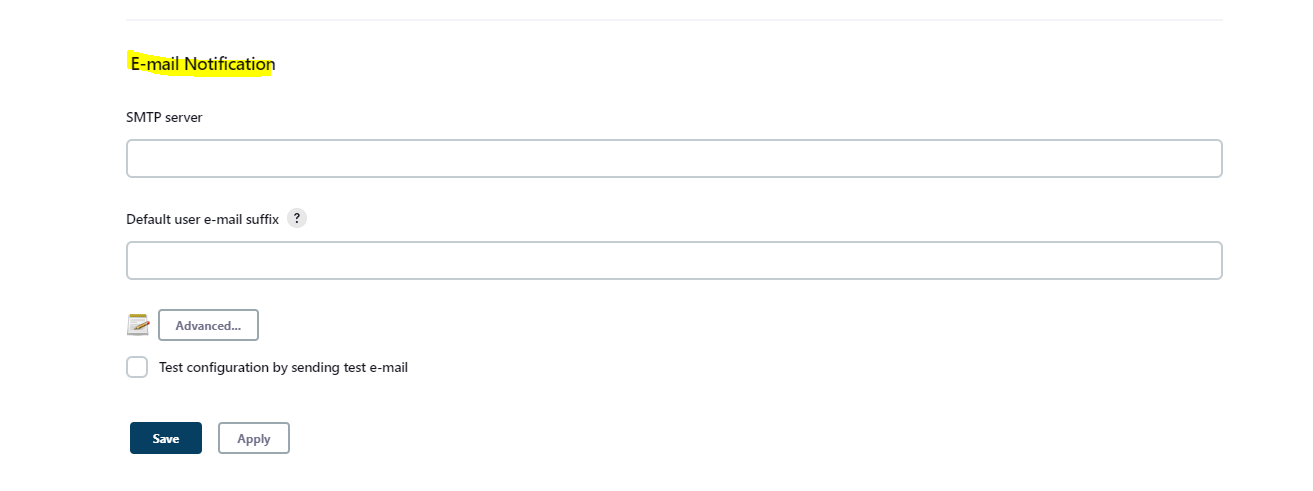 E-mail Notification
SMTP server
Default user e-mail suffix ?
Advanced...
Test configuration by sending test e-mail
Save Apply